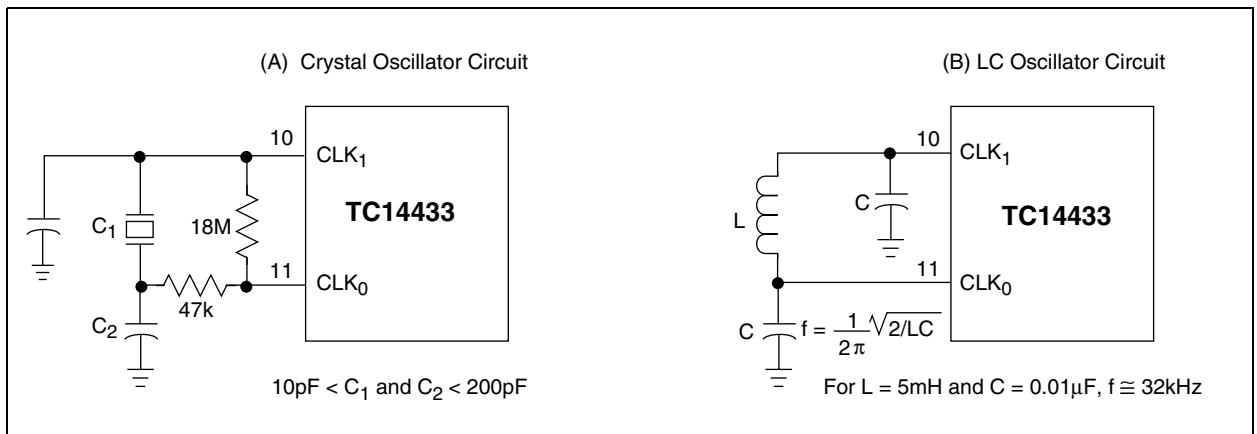 (A) Crystal Oscillator Circuit
10
CLK1
C1
18M
TC14433
11
CLK0
47k
C2
10pF < C1 and C2 < 200pF
(B) LC Oscillator Circuit
10
CLK1
C
L
TC14433
11
CLK0
C
f = 1/2π √2/LC
For L = 5mH and C = 0.01µF, f ≅ 32kHz